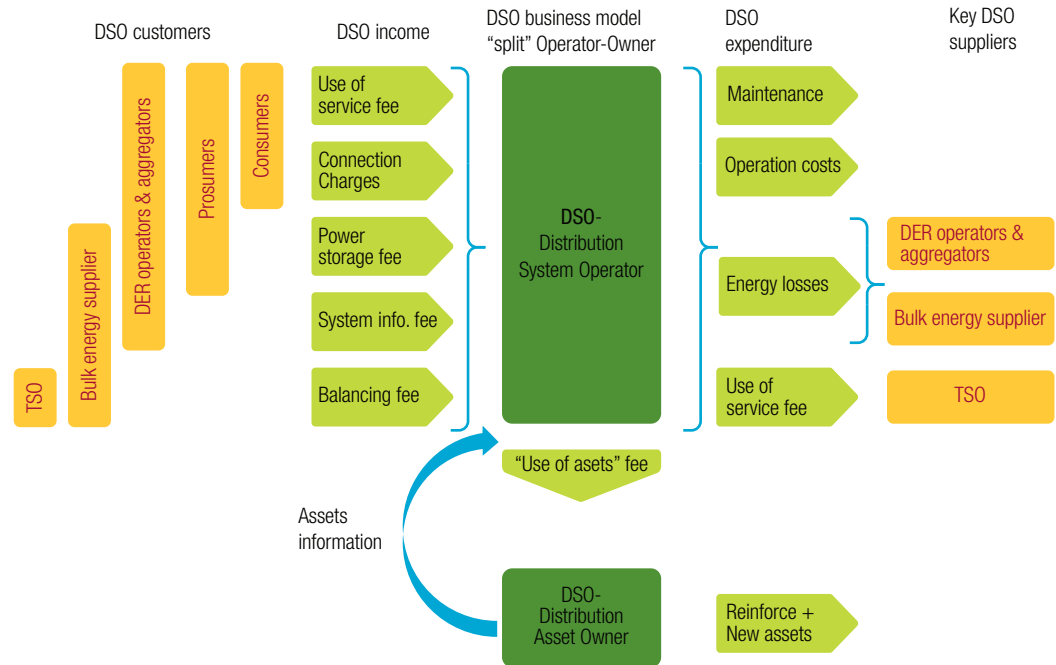 DSO customers
DSO income
DSO business model
“split” Operator-Owner
DSO
expenditure
Key DSO
suppliers
TSO
Bulk energy supplier
DER operators & aggregators
Prosumers
Consumers
Use of
service fee
Connection
Charges
Power
storage fee
System info. fee
Balancing fee
DSO-
Distribution
System Operator
Maintenance
Operation costs
Energy losses
Use of
service fee
DER operators &
aggregators
Bulk energy supplier
TSO
“Use of asets” fee
Assets
information
DSO-
Distribution
Asset Owner
Reinforce +
New assets